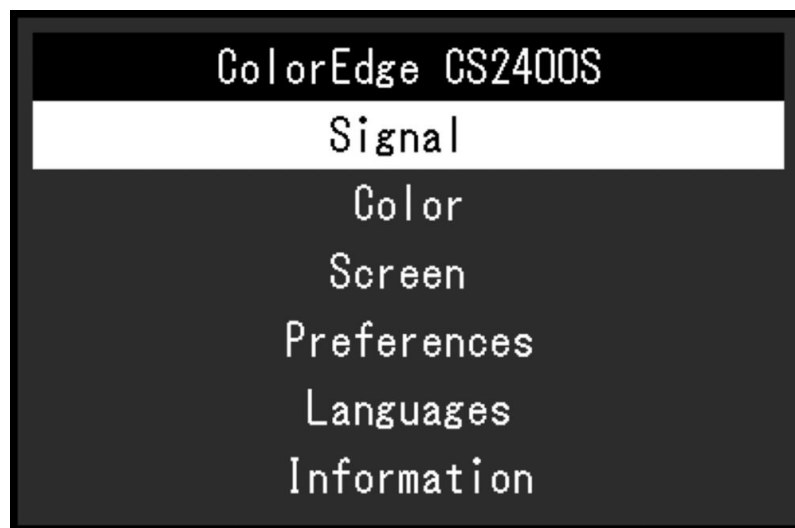 ColorEdge CS2400S
Signal
Color
Screen
Preferences
Languages
Information